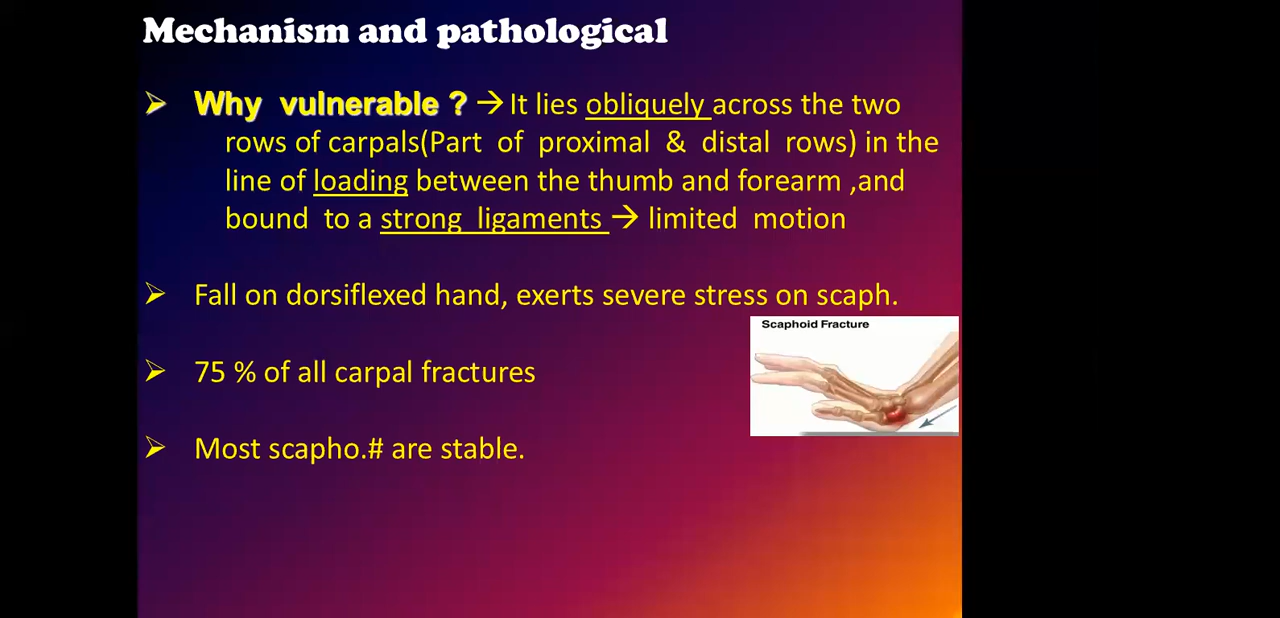 Mechanism and pathological
➢ Why vulnerable ? → It lies obliquely across the two
rows of carpals(Part of proximal & distal rows) in the
line of loading between the thumb and forearm ,and
bound to a strong ligaments → limited motion
➢ Fall on dorsiflexed hand, exerts severe stress on scaph.
Scaphoid Fracture
➢ 75 % of all carpal fractures
➢ Most scapho.# are stable.